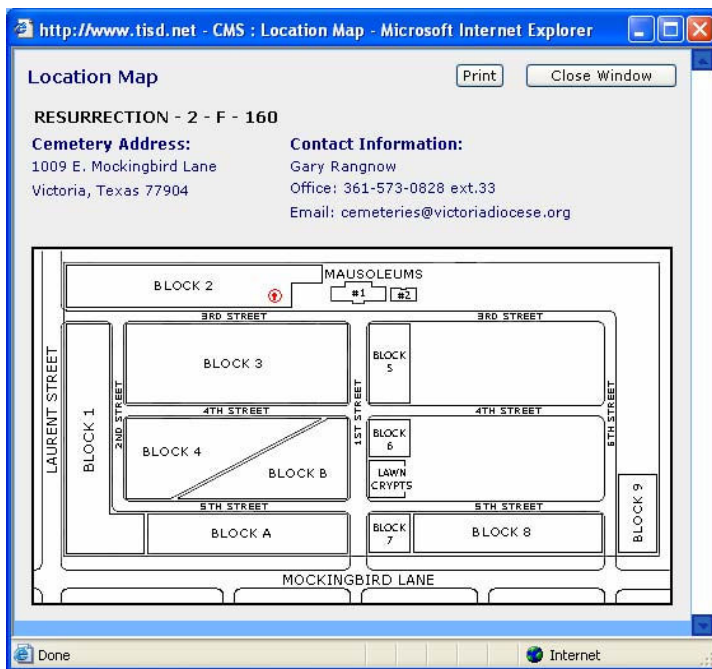 http://www.tisd.net - CMS : Location Map - Microsoft Internet Explorer
Location Map
Print
Close Window
RESURRECTION - 2 - F - 160
Cemetery Address:
1009 E. Mockingbird Lane
Victoria, Texas 77904
Contact Information:
Gary Rangnow
Office: 361-573-0828 ext.33
Email: cemeteries@victoriadiocese.org
BLOCK 2
MAUSOLEUMS
#1
#2
3RD STREET
3RD STREET
LAURENT STREET
BLOCK 1
2ND STREET
BLOCK 3
1ST STREET
BLOCK
5
6TH STREET
4TH STREET
4TH STREET
BLOCK 4
BLOCK B
BLOCK
6
LAWN
CRYPTS
5TH STREET
5TH STREET
BLOCK A
BLOCK
7
BLOCK 8
BLOCK 9
MOCKINGBIRD LANE
Done
Internet